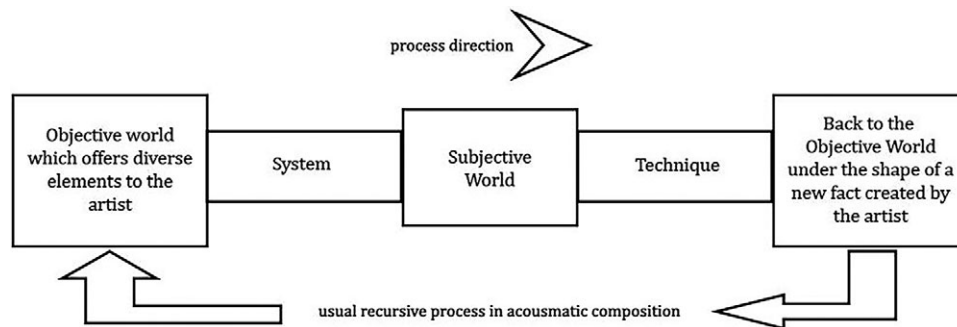 process direction
Objective world
which offers diverse
elements to the
artist
System
Subjective
World
Technique
Back to the
Objective World
under the shape of a
new fact created by
the artist
usual recursive process in acousmatic composition